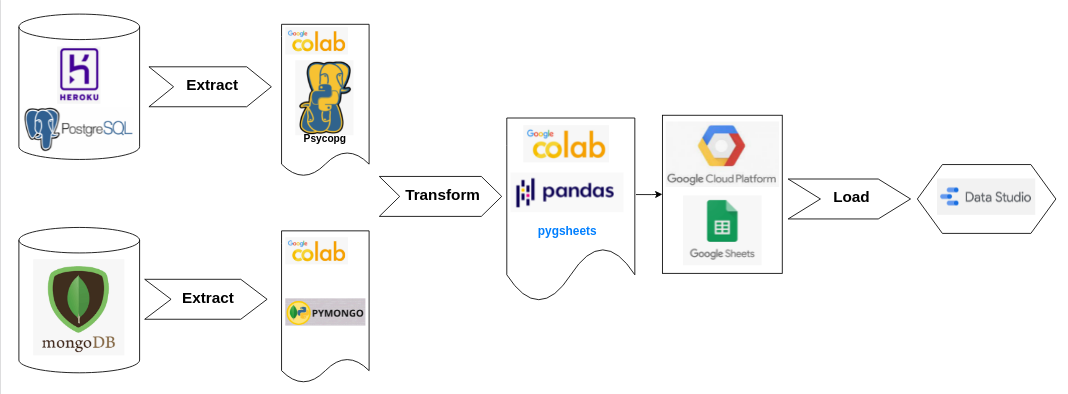 HEROKU
PostgreSQL
Extract
Google
colab
Psycopg
mongoDB
Extract
Google
colab
PYMONGO
Transform
Google
colab
pandas
pygsheets
Google Cloud Platform
Google Sheets
Load
Data Studio